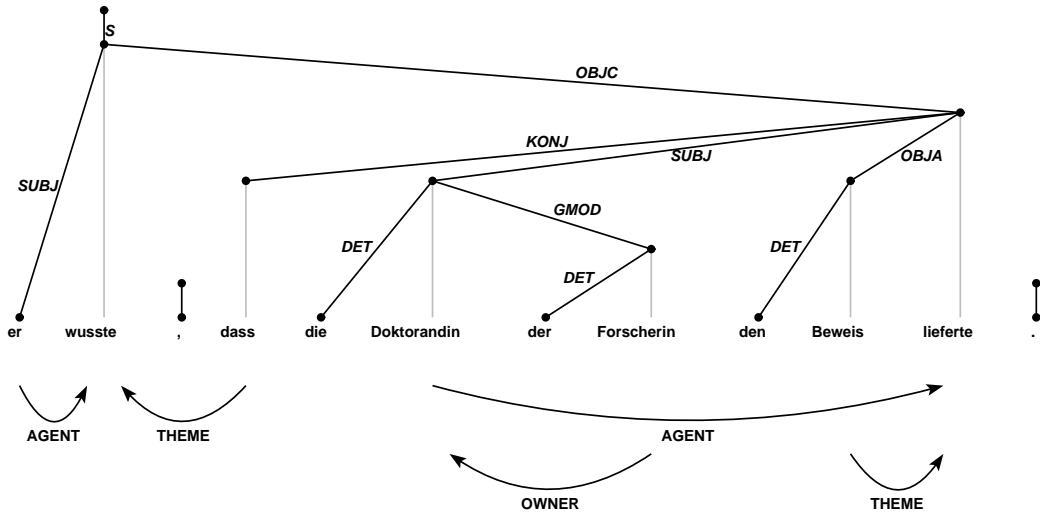 S
OBJC
KONJ
SUBJ
OBJA
SUBJ
GMOD
DET
DET
DET
er wusste , dass die Doktorandin der Forscherin den Beweis lieferte .
AGENT THEME AGENT
OWNER THEME